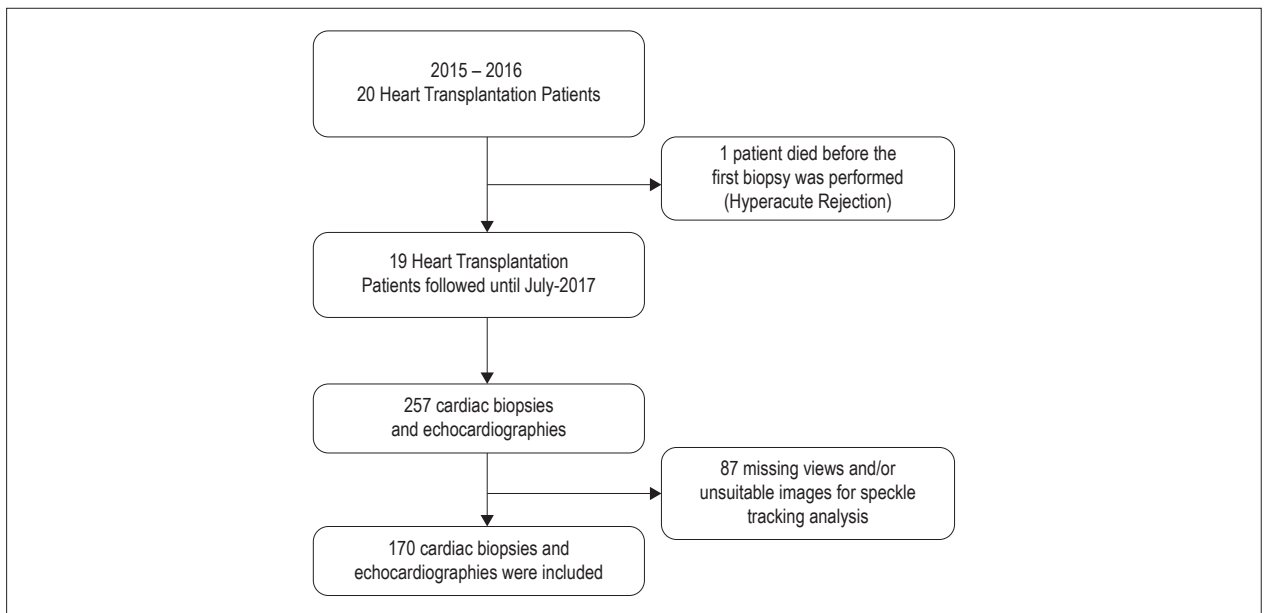 2015 – 2016
20 Heart Transplantation Patients
1 patient died before the
first biopsy was performed
(Hyperacute Rejection)
19 Heart Transplantation
Patients followed until July-2017
257 cardiac biopsies
and echocardiographies
87 missing views and/or
unsuitable images for speckle
tracking analysis
170 cardiac biopsies and
echocardiographies were included